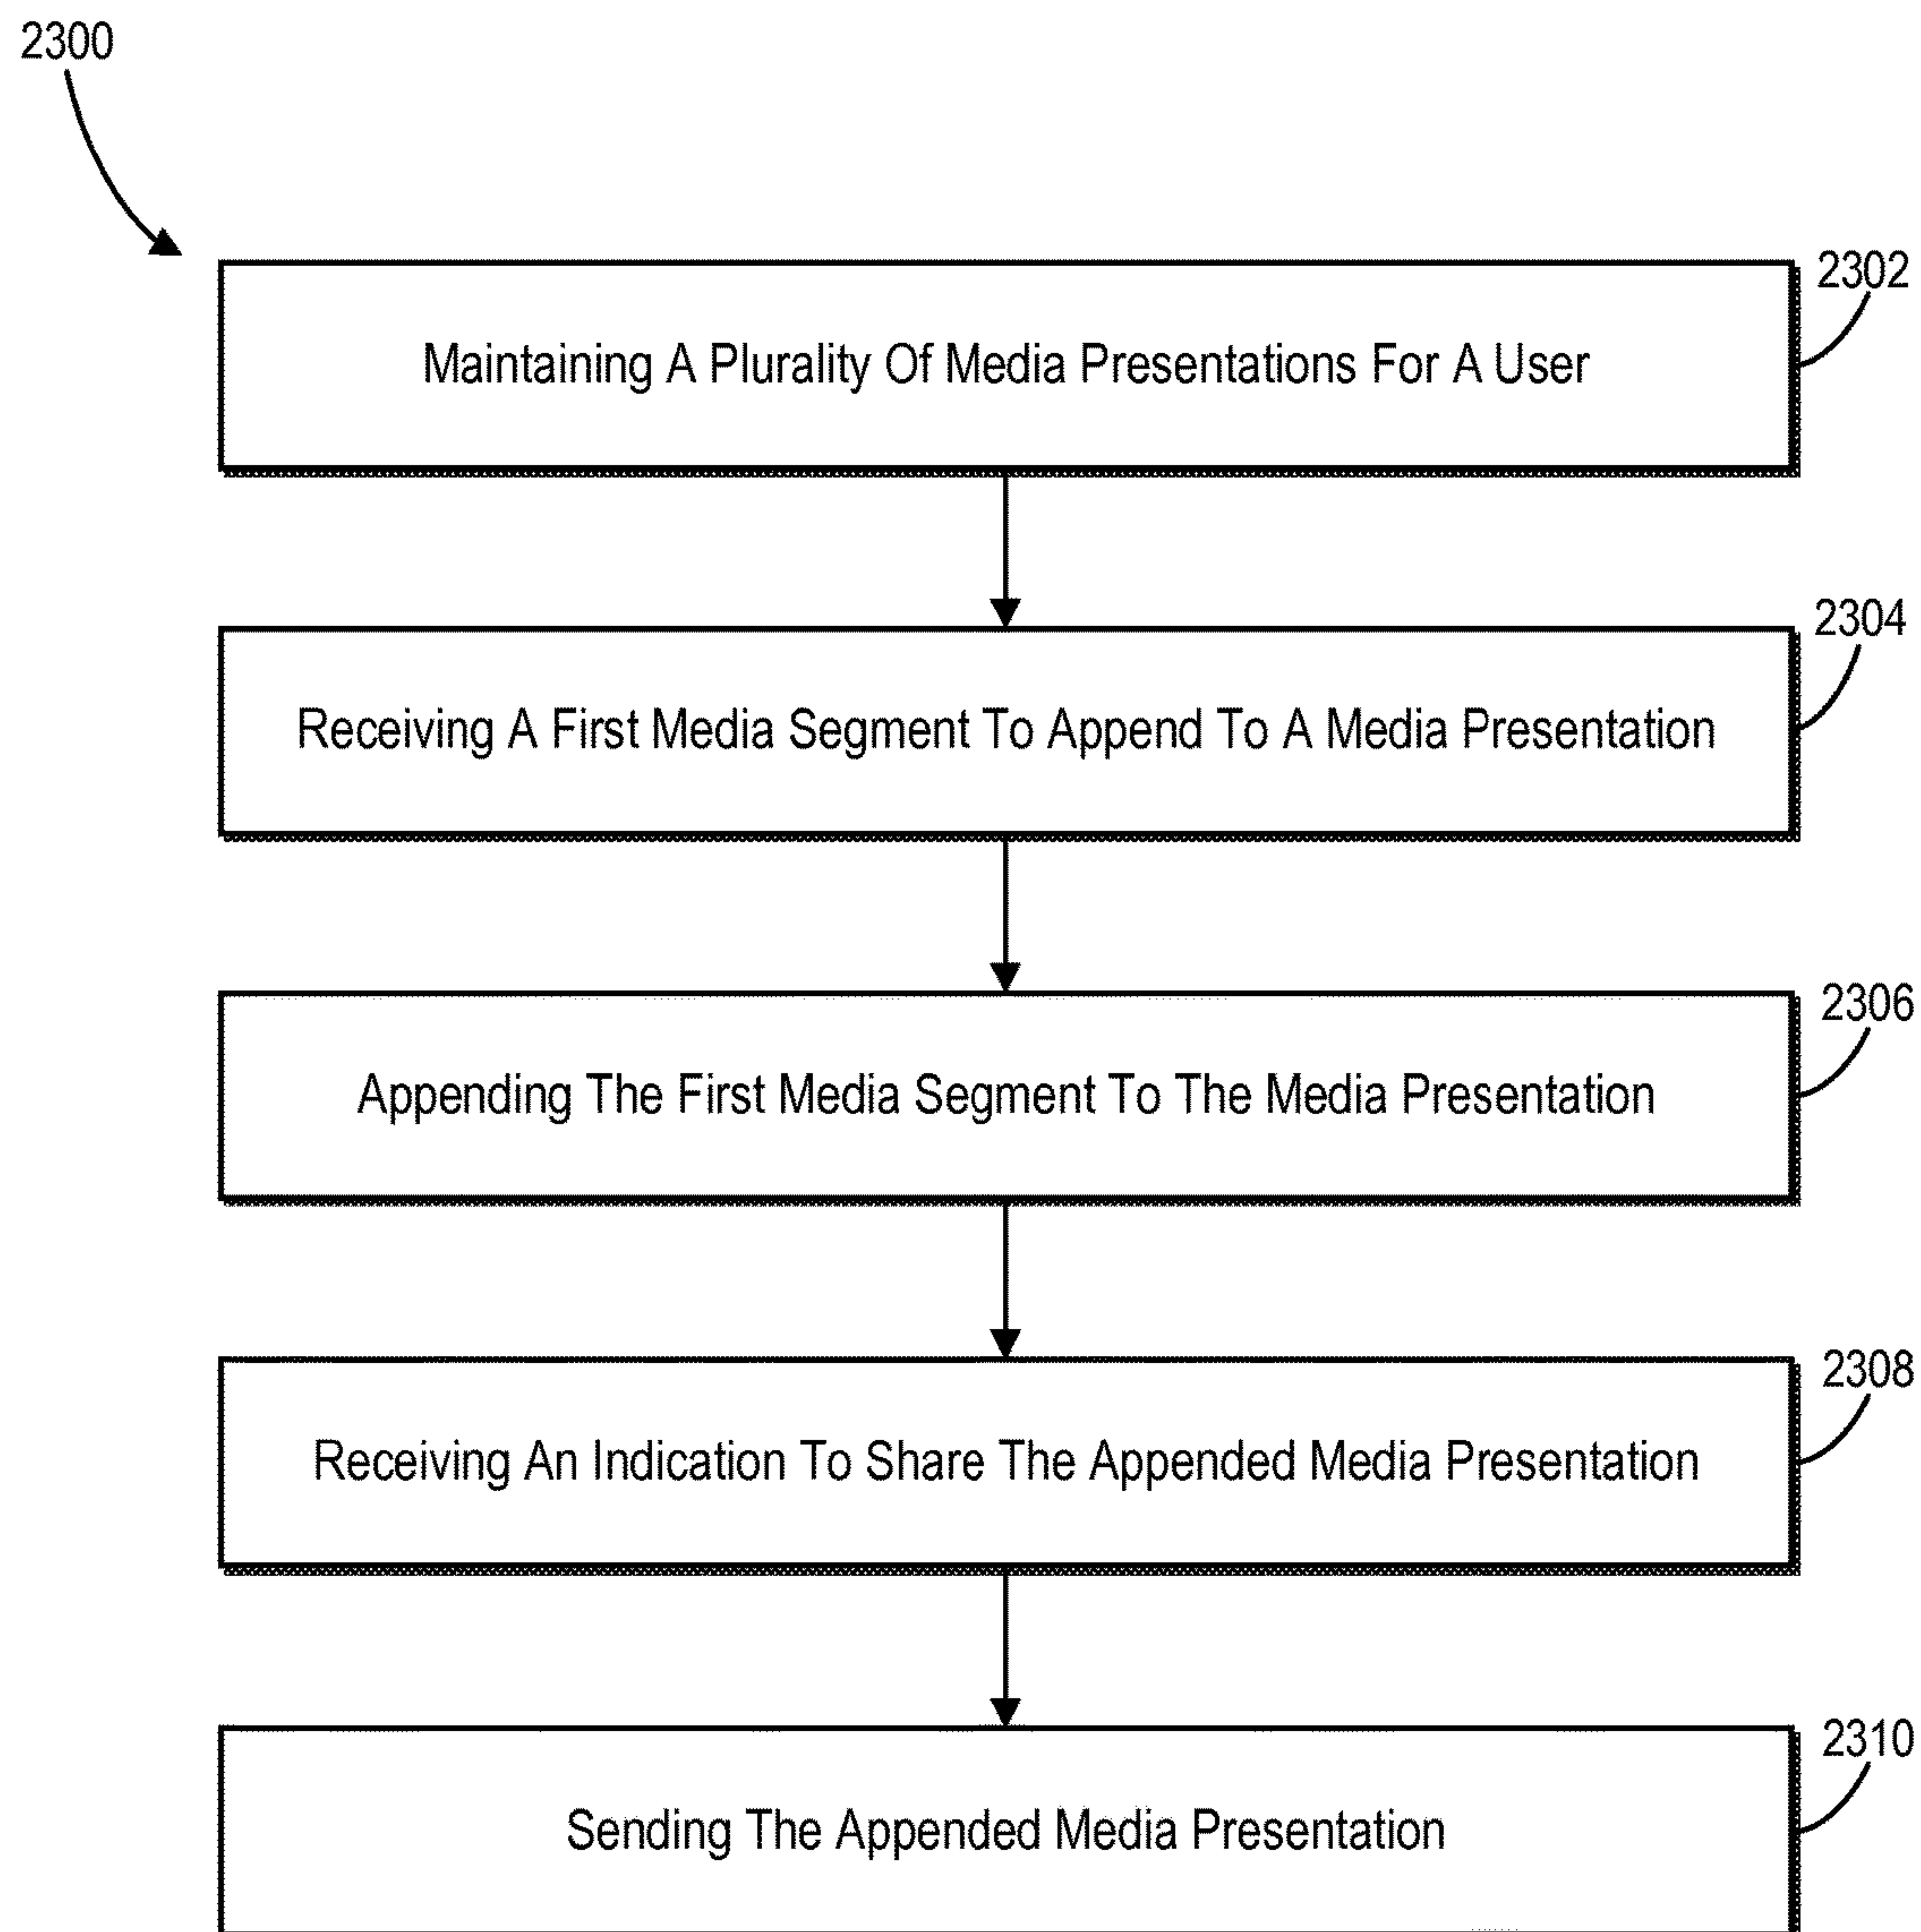 2300
2302
Maintaining A Plurality Of Media Presentations For A User
2304
Receiving A First Media Segment To Append To A Media Presentation
2306
Appending The First Media Segment To The Media Presentation
2308
Receiving An Indication To Share The Appended Media Presentation
2310
Sending The Appended Media Presentation